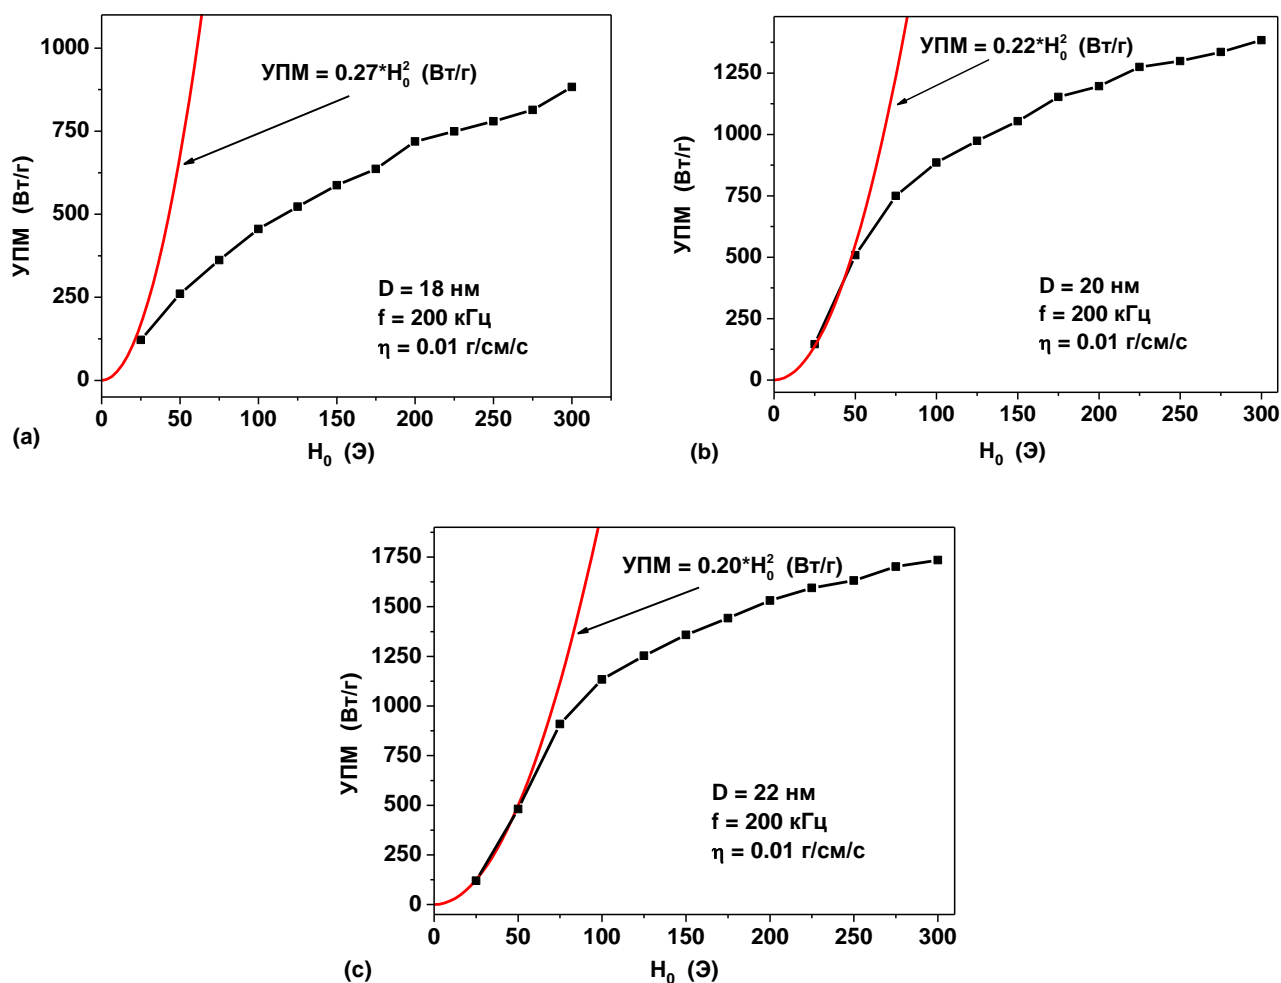 УПМ (Вт/г)
1000
750
500
250
0
УПМ = 0.27*H₀² (Вт/г)
D = 18 нм
f = 200 кГц
η = 0.01 г/см/с
0 50 100 150 200 250 300
H₀ (Э)
(a)
УПМ (Вт/г)
1250
1000
750
500
250
0
УПМ = 0.22*H₀² (Вт/г)
D = 20 нм
f = 200 кГц
η = 0.01 г/см/с
0 50 100 150 200 250 300
H₀ (Э)
(b)
УПМ (Вт/г)
1750
1500
1250
1000
750
500
250
0
УПМ = 0.20*H₀² (Вт/г)
D = 22 нм
f = 200 кГц
η = 0.01 г/см/с
0 50 100 150 200 250 300
H₀ (Э)
(c)